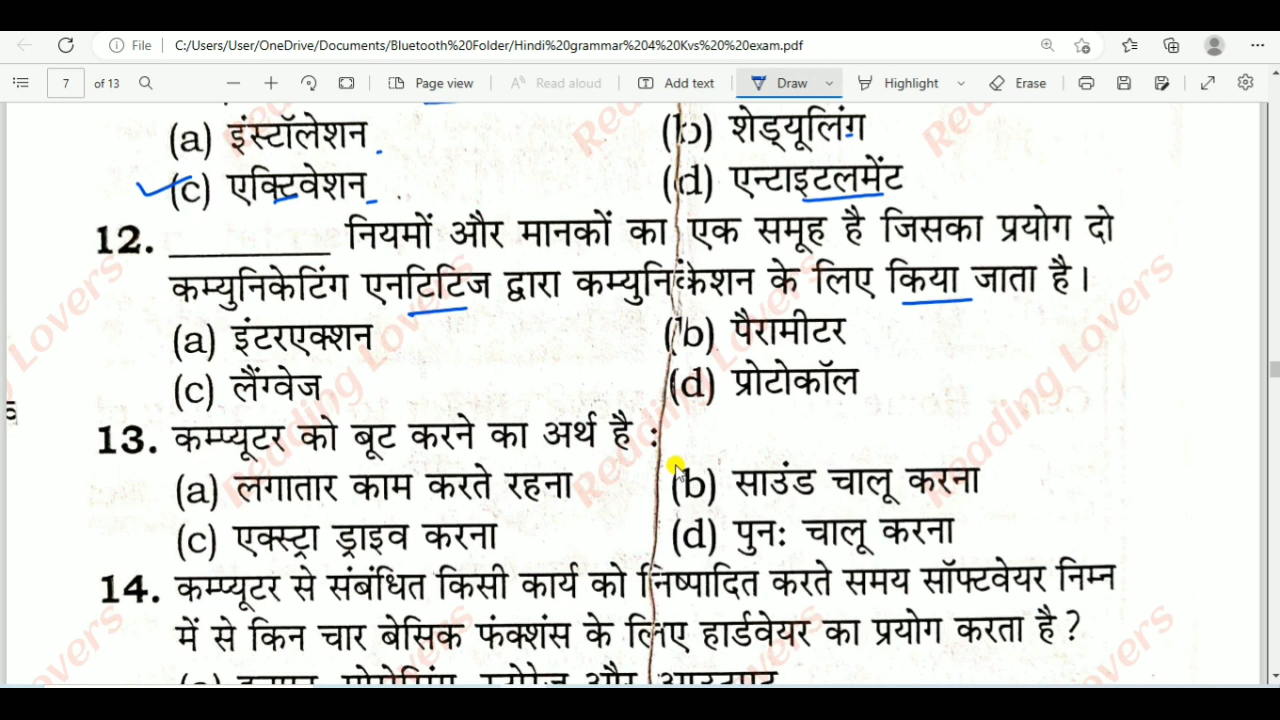 File C:/Users/User/OneDrive/Documents/Bluetooth%20Folder/Hindi%20grammar%204%20Kvs%20%20exam.pdf
7 of 13 Page view Read aloud Add text Draw Highlight Erase
(a) इंस्टॉलेशन (b) शेड्यूलिंग
(c) एक्टिवेशन (d) एन्टाइटलमेंट
12. __________ नियमों और मानकों का एक समूह है जिसका प्रयोग दो
कम्युनिकेटिंग एनटिटिज द्वारा कम्युनिकेशन के लिए किया जाता है।
(a) इंटरएक्शन (b) पैरामीटर
(c) लैंग्वेज (d) प्रोटोकॉल
13. कम्प्यूटर को बूट करने का अर्थ है :
(a) लगातार काम करते रहना (b) साउंड चालू करना
(c) एक्स्ट्रा ड्राइव करना (d) पुनः चालू करना
14. कम्प्यूटर से संबंधित किसी कार्य को निष्पादित करते समय सॉफ्टवेयर निम्न
में से किन चार बेसिक फंक्शंस के लिए हार्डवेयर का प्रयोग करता है?
Reading Lovers